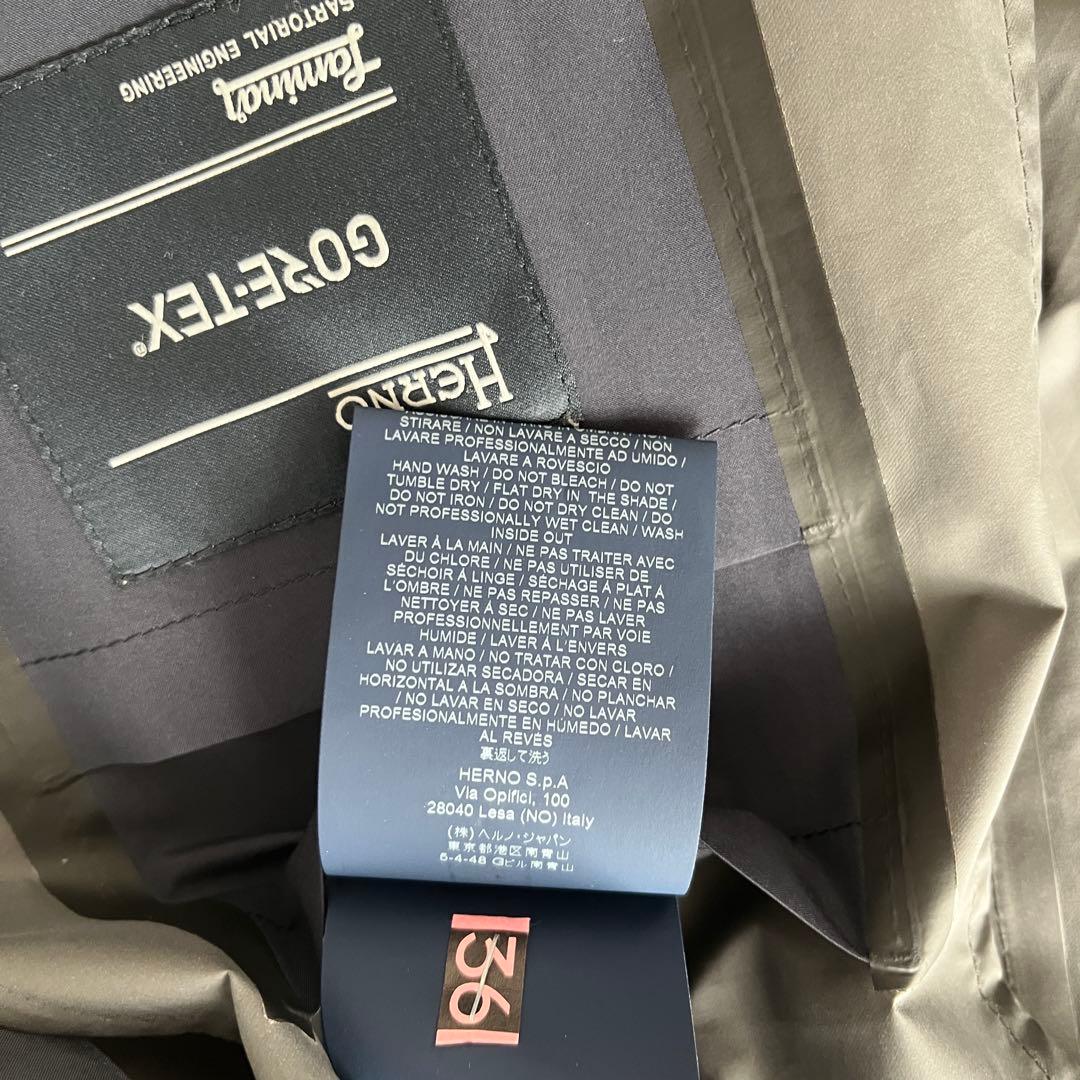 HERNO
GORE-TEX®
Laminar
SARTORIAL ENGINEERING
STIRARE / NON LAVARE A SECCO / NON
LAVARE PROFESSIONALMENTE AD UMIDO /
LAVARE A ROVESCIO
HAND WASH / DO NOT BLEACH / DO NOT
TUMBLE DRY / FLAT DRY IN THE SHADE /
DO NOT IRON / DO NOT DRY CLEAN / DO
NOT PROFESSIONALLY WET CLEAN / WASH
INSIDE OUT
LAVER À LA MAIN / NE PAS TRAITER AVEC
DU CHLORE / NE PAS UTILISER DE
SÉCHOIR À LINGE / SÉCHAGE À PLAT A
L'OMBRE / NE PAS REPASSER / NE PAS
NETTOYER À SEC / NE PAS LAVER
PROFESSIONNELLEMENT PAR VOIE
HUMIDE / LAVER À L'ENVERS
LAVAR A MANO / NO TRATAR CON CLORO /
NO UTILIZAR SECADORA / SECAR EN
HORIZONTAL A LA SOMBRA / NO PLANCHAR
/ NO LAVAR EN SECO / NO LAVAR
PROFESIONALMENTE EN HÚMEDO / LAVAR
AL REVÉS
裏返して洗う
HERNO S.p.A
Via Opifici, 100
28040 Lesa (NO) Italy
(株)ヘルノ・ジャパン
東京都港区南青山
5-4-48 Gビル南青山
36